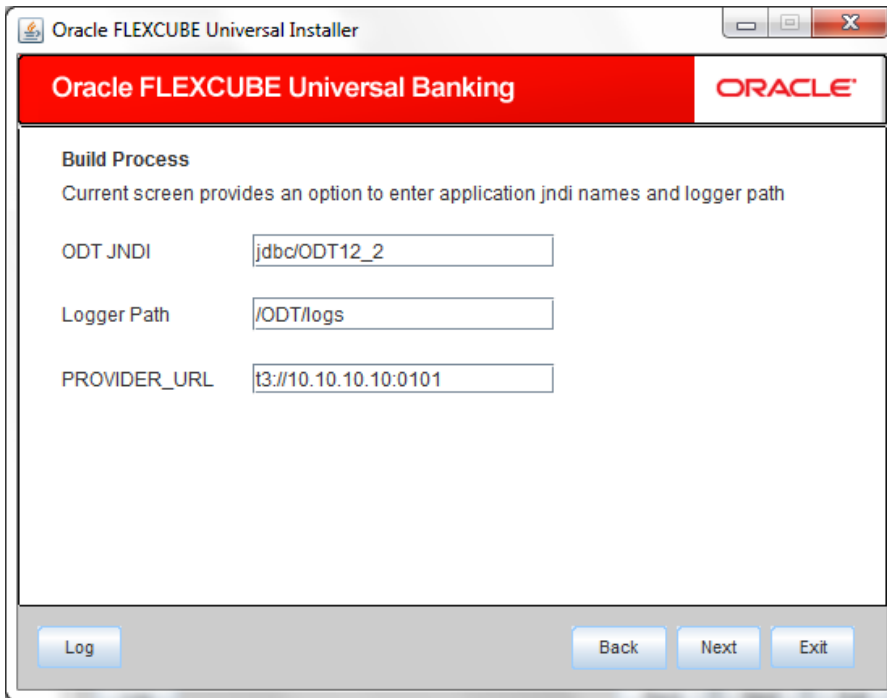 Oracle FLEXCUBE Universal Installer
Oracle FLEXCUBE Universal Banking
ORACLE
Build Process
Current screen provides an option to enter application jndi names and logger path
ODT JNDI jdbc/ODT12_2
Logger Path /ODT/logs
PROVIDER_URL t3://10.10.10.10:0101
Log Back Next Exit